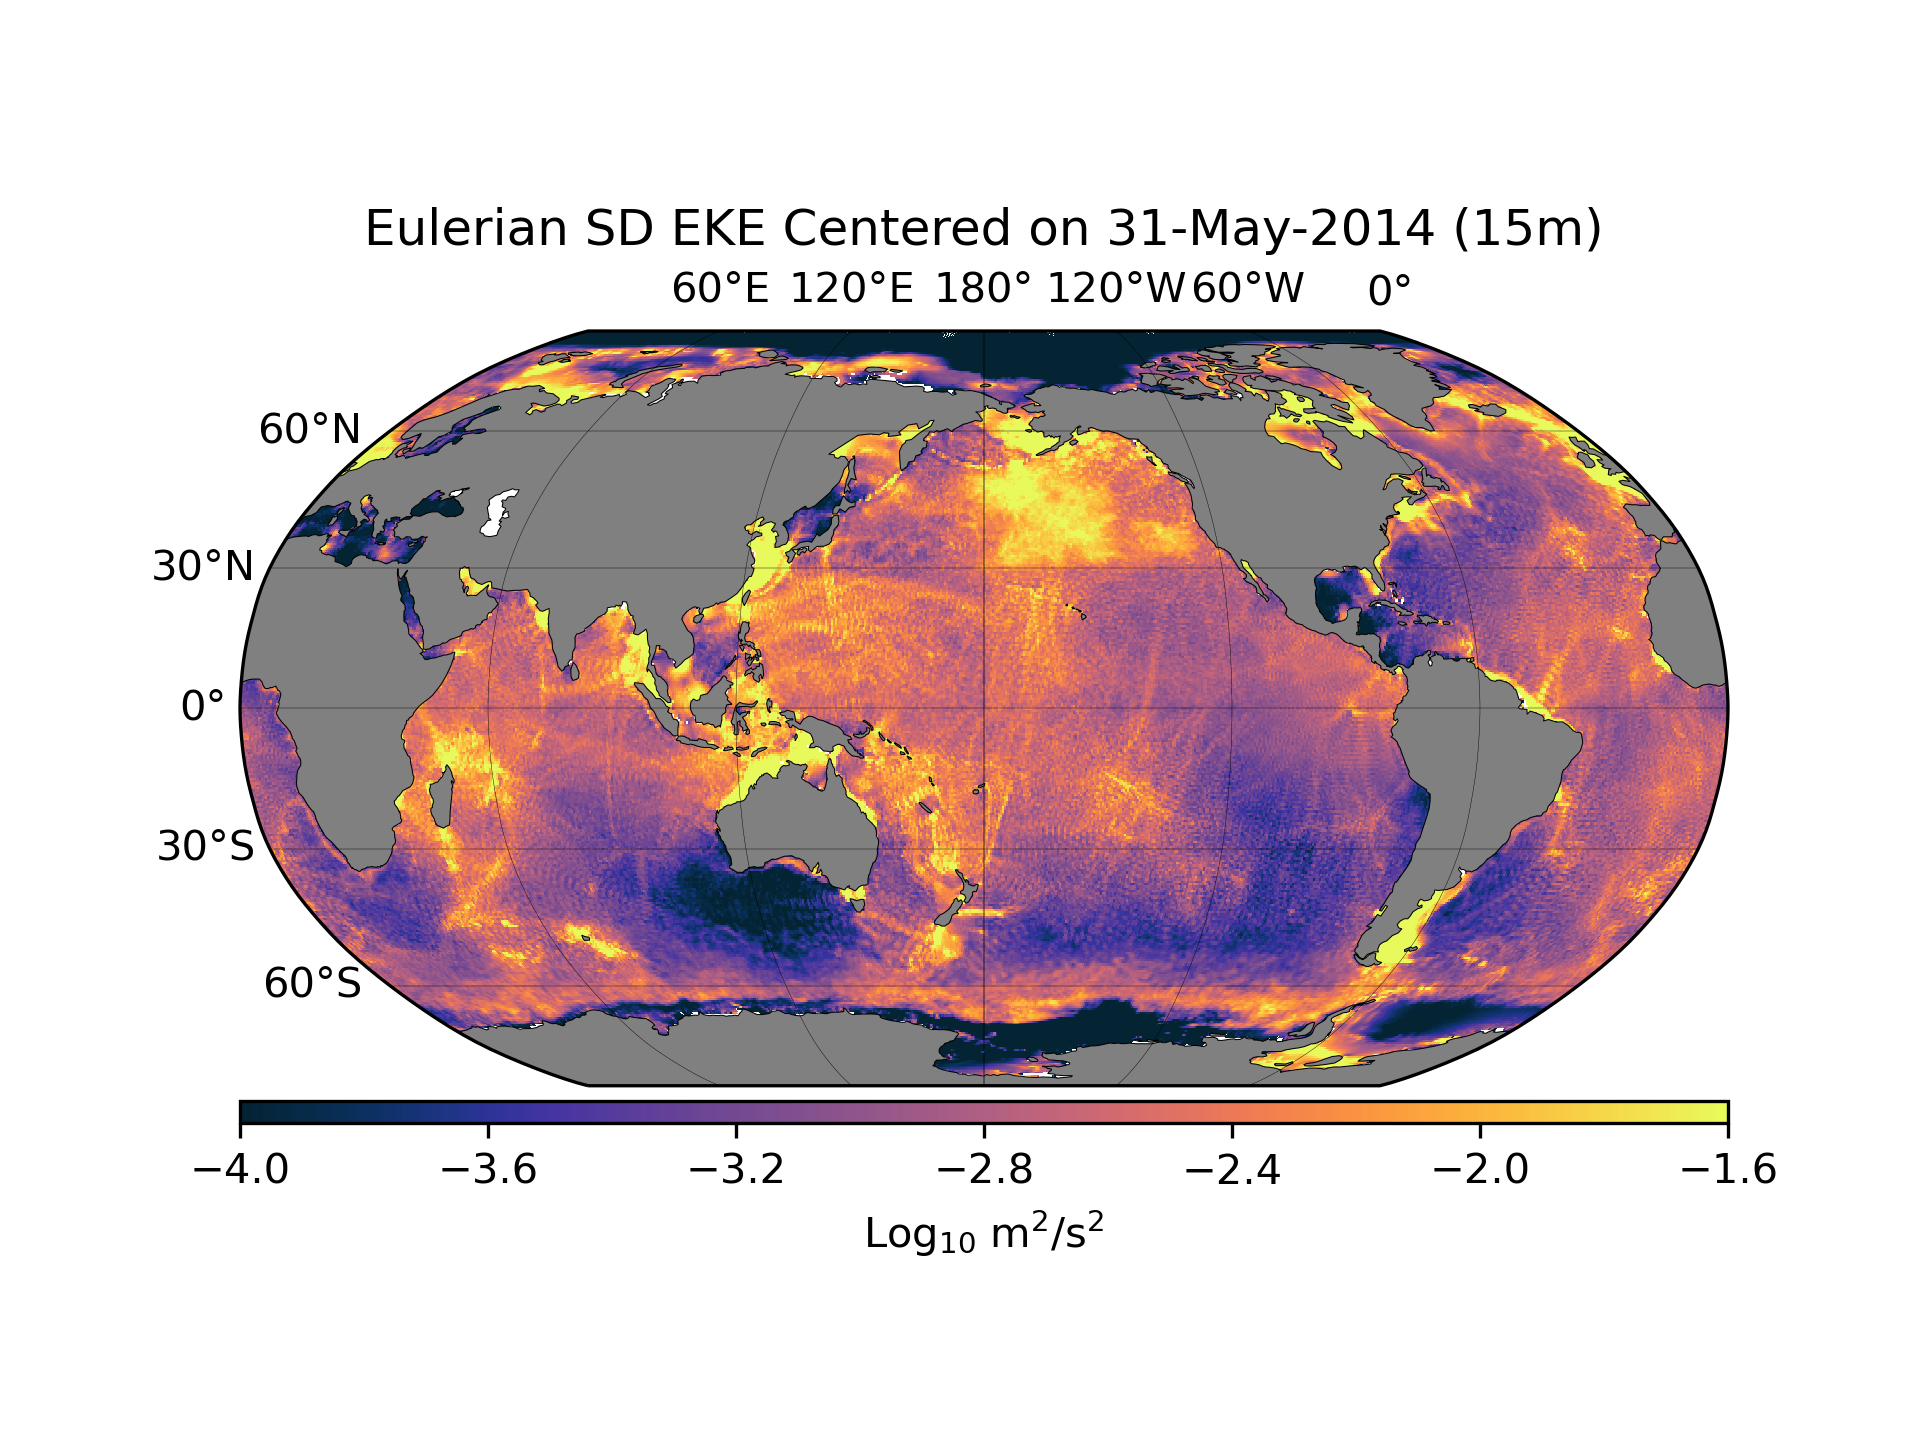 Eulerian SD EKE Centered on 31-May-2014 (15m)
60°E 120°E 180° 120°W 60°W 0°
60°N
30°N
0°
30°S
60°S
−4.0 −3.6 −3.2 −2.8 −2.4 −2.0 −1.6
Log₁₀ m²/s²